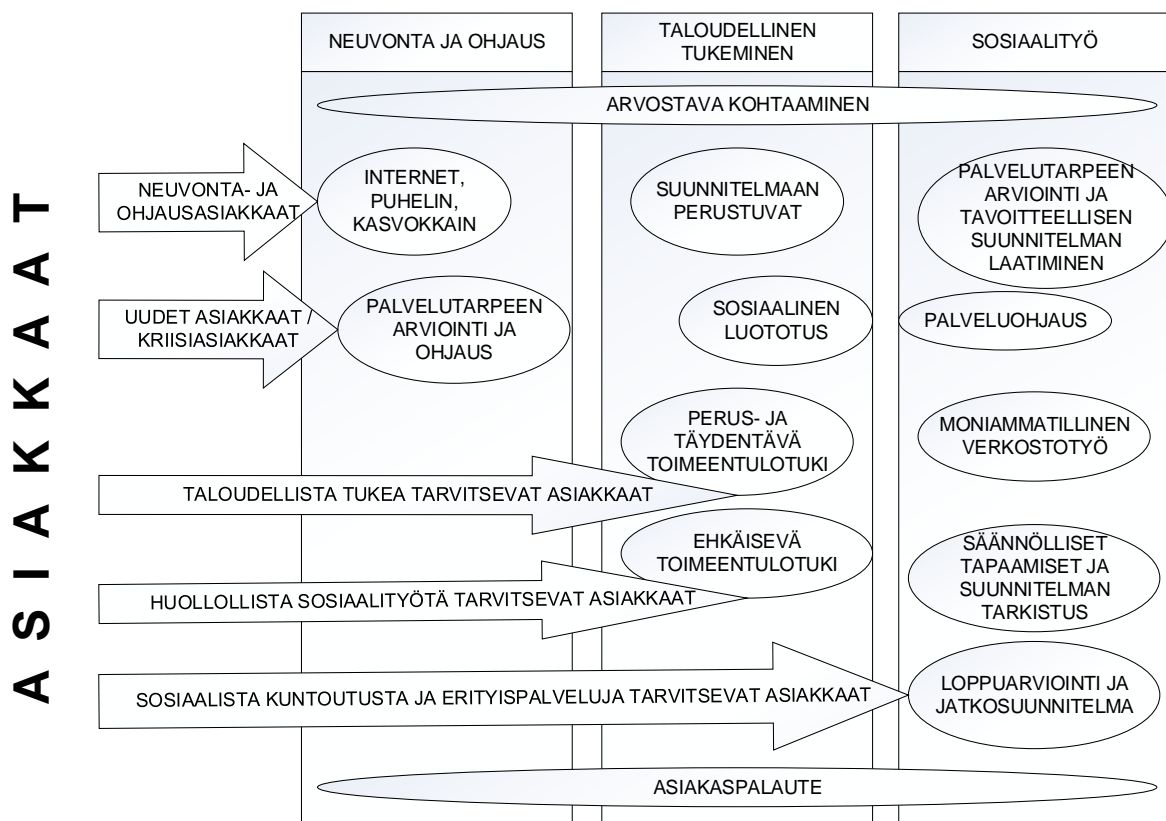 ASIAKKAAT
NEUVONTA JA OHJAUS
TALOUDELLINEN
TUKEMINEN
SOSIAALITYÖ
ARVOSTAVA KOHTAAMINEN
NEUVONTA- JA
OHJAUSASIAKKAAT
INTERNET,
PUHELIN,
KASVOKKAIN
SUUNNITELMAAN
PERUSTUVAT
PALVELUTARPEEN
ARVIOINTI JA
TAVOITTEELLISEN
SUUNNITELMAN
LAATIMINEN
UUDET ASIAKKAAT /
KRIISIASIAKKAAT
PALVELUTARPEEN
ARVIOINTI JA
OHJAUS
SOSIAALINEN
LUOTOTUS
PALVELUOHJAUS
PERUS- JA
TÄYDENTÄVÄ
TOIMEENTULOTUKI
MONIAMMATILLINEN
VERKOSTOTYÖ
TALOUDELLISTA TUKEA TARVITSEVAT ASIAKKAAT
EHKÄISEVÄ
TOIMEENTULOTUKI
SÄÄNNÖLLISET
TAPAAMISET JA
SUUNNITELMAN
TARKISTUS
HUOLLOLLISTA SOSIAALITYÖTÄ TARVITSEVAT ASIAKKAAT
SOSIAALISTA KUNTOUTUSTA JA ERITYISPALVELUJA TARVITSEVAT ASIAKKAAT
LOPPUARVIOINTI JA
JATKOSUUNNITELMA
ASIAKASPALAUTE